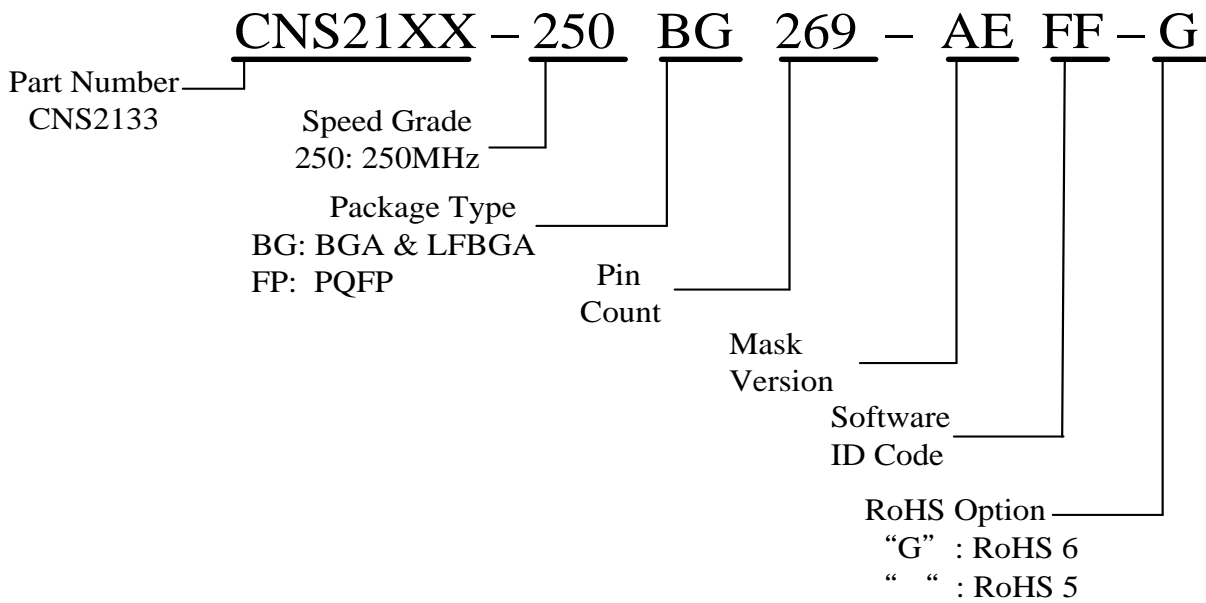 CNS21XX – 250 BG 269 – AE FF – G
Part Number
CNS2133
Speed Grade
250: 250MHz
Package Type
BG: BGA & LFBGA
FP: PQFP
Pin
Count
Mask
Version
Software
ID Code
RoHS Option
“G” : RoHS 6
“ “ : RoHS 5